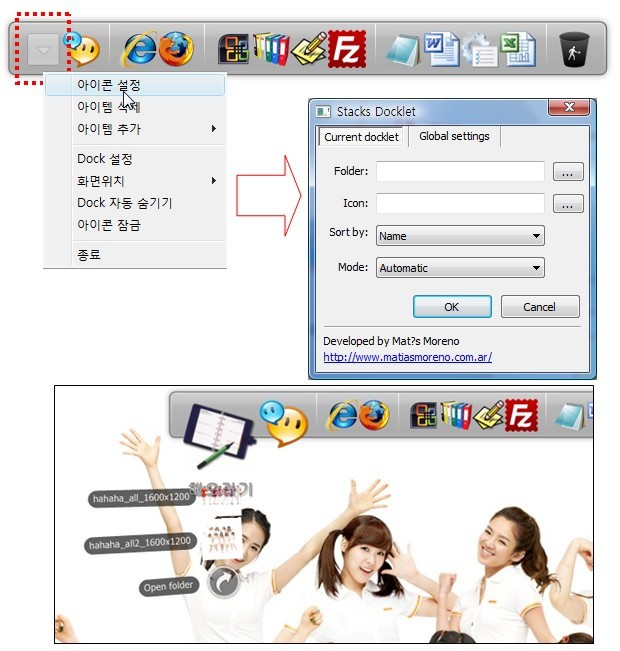 아이콘 설정
아이템 삭제
아이템 추가
Dock 설정
화면위치
Dock 자동 숨기기
아이콘 잠금
종료
Stacks Docklet
Current docklet
Global settings
Folder:
...
Icon:
...
Sort by:
Name
Mode:
Automatic
OK
Cancel
Developed by Mat?s Moreno
http://www.matiasmoreno.com.ar/
hahaha_all_1600x1200
hahaha_all2_1600x1200
Open folder